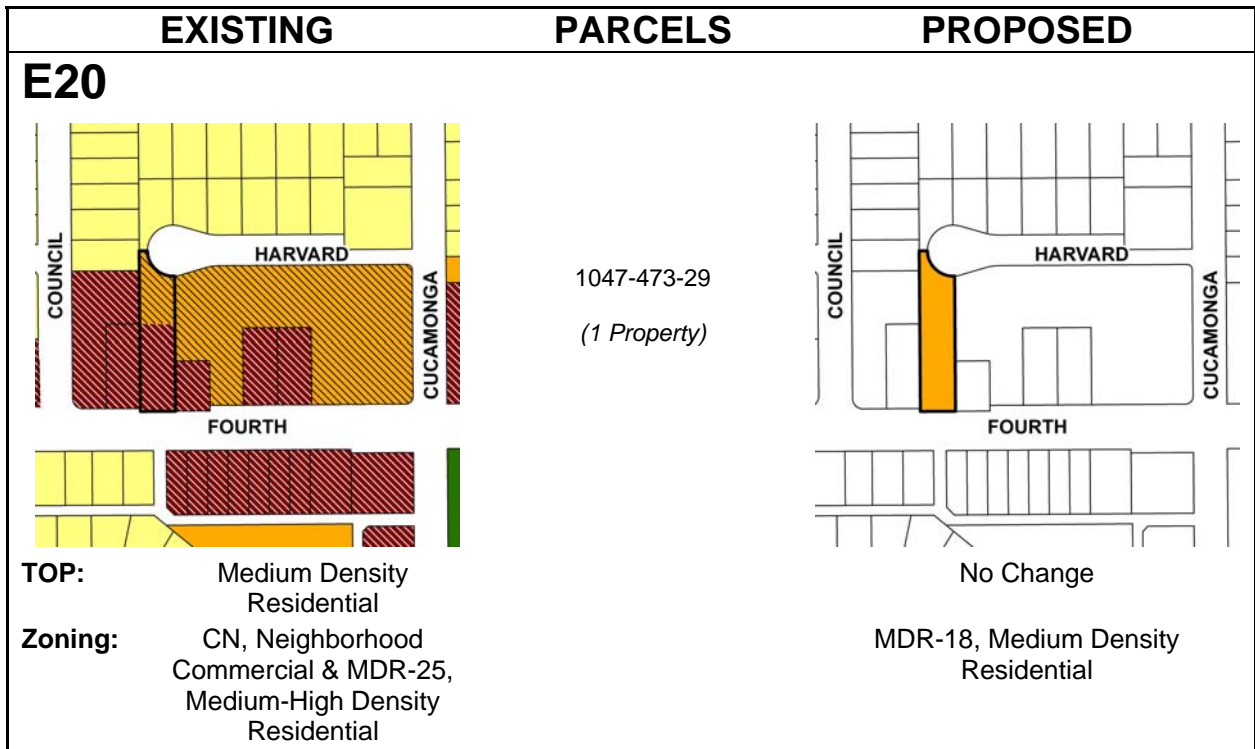 EXISTING PARCELS PROPOSED
E20
COUNCIL
HARVARD
CUCAMONGA
FOURTH
1047-473-29
(1 Property)
COUNCIL
HARVARD
CUCAMONGA
FOURTH
TOP: Medium Density
Residential
No Change
Zoning: CN, Neighborhood
Commercial & MDR-25,
Medium-High Density
Residential
MDR-18, Medium Density
Residential